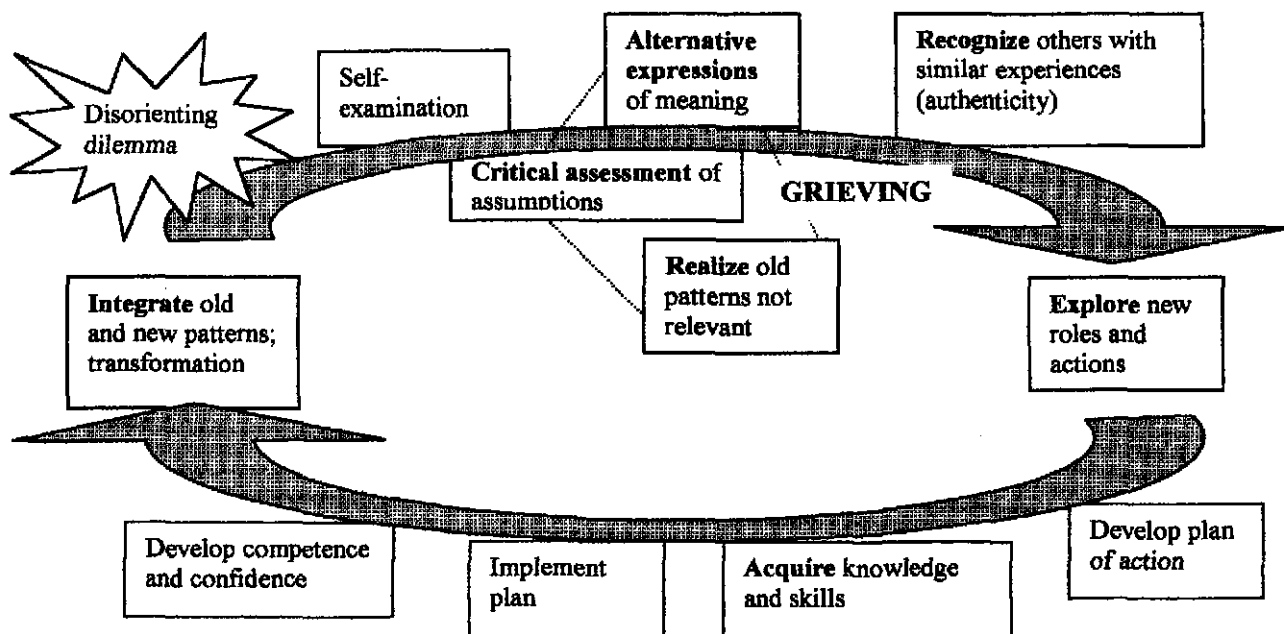 Disorienting
dilemma
Self-
examination
Alternative
expressions
of meaning
Recognize others with
similar experiences
(authenticity)
Critical assessment of
assumptions
GRIEVING
Realize old
patterns not
relevant
Explore new
roles and
actions
Integrate old
and new patterns;
transformation
Develop plan
of action
Acquire knowledge
and skills
Implement
plan
Develop competence
and confidence